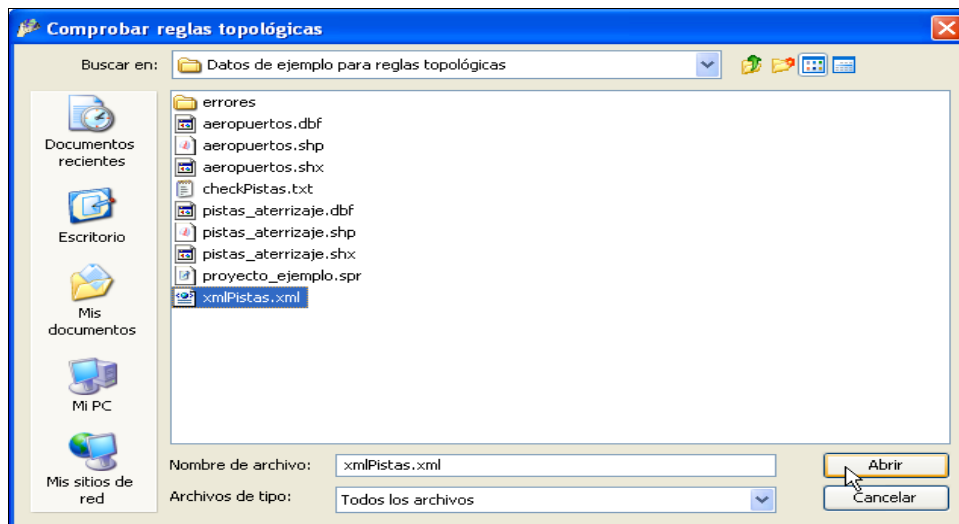 Comprobar reglas topológicas
Buscar en:
Datos de ejemplo para reglas topológicas
Documentos
recientes
Escritorio
Mis
documentos
Mi PC
Mis sitios de
red
errores
aeropuertos.dbf
aeropuertos.shp
aeropuertos.shx
checkPistas.txt
pistas_aterrizaje.dbf
pistas_aterrizaje.shp
pistas_aterrizaje.shx
proyecto_ejemplo.spr
xmlPistas.xml
Nombre de archivo:
xmlPistas.xml
Abrir
Archivos de tipo:
Todos los archivos
Cancelar